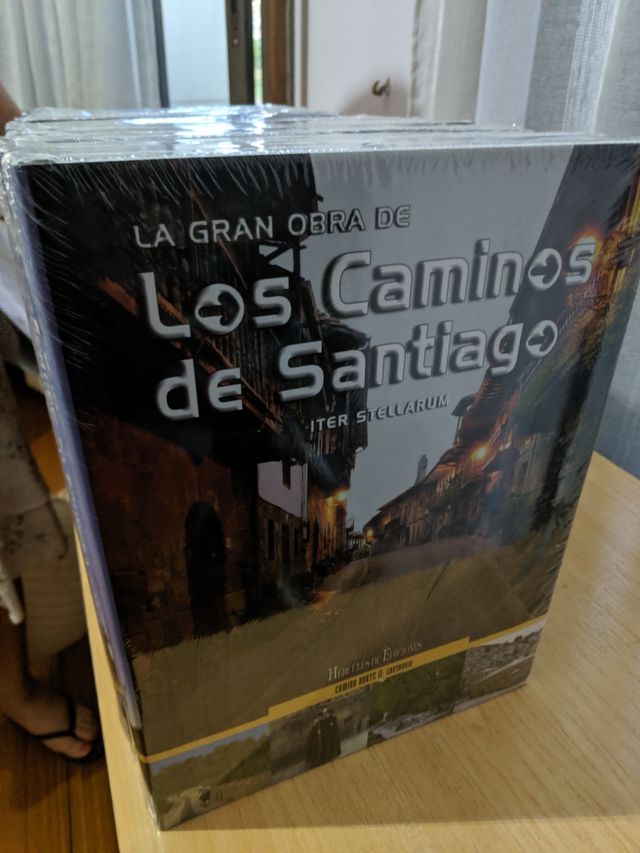 LA GRAN OBRA DE
Los Caminos
de Santiago
ITER STELLARUM
HÉRCULES DE EDICIONES
CAMINO NORTE II: CANTABRIA